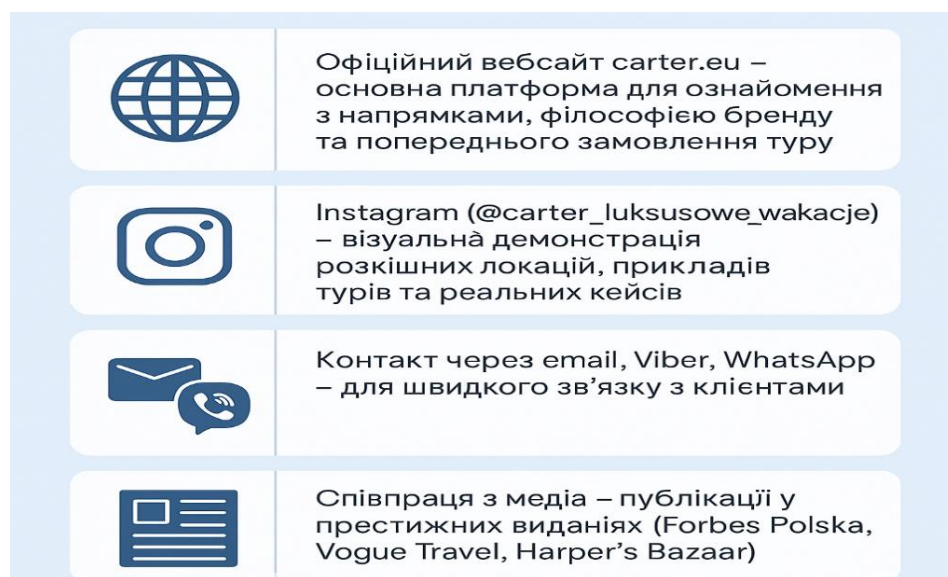 Офіційний вебсайт carter.eu –
основна платформа для ознайомення
з напрямками, філософією бренду
та попереднього замовлення туру
Instagram (@carter_luksusowe_wakacje)
– візуальна̀ демонстрація
розкішних локацій, прикладів
турів та реальних кейсів
Контакт через email, Viber, WhatsApp
– для швидкого зв’язку з клієнтами
Співпраця з медіа – публікації у
престижних виданіях (Forbes Polska,
Vogue Travel, Harper’s Bazaar)